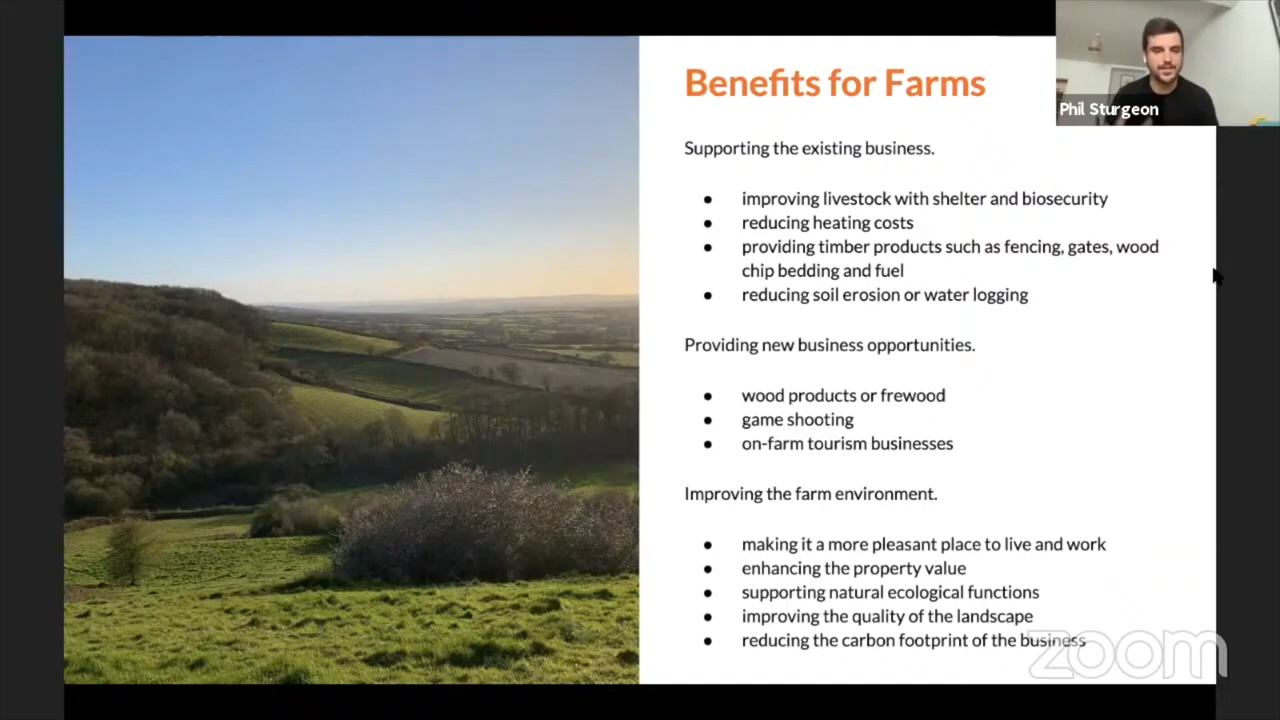 Benefits for Farms
Phil Sturgeon
Supporting the existing business.
● improving livestock with shelter and biosecurity
● reducing heating costs
● providing timber products such as fencing, gates, wood
chip bedding and fuel
● reducing soil erosion or water logging
Providing new business opportunities.
● wood products or frewood
● game shooting
● on-farm tourism businesses
Improving the farm environment.
● making it a more pleasant place to live and work
● enhancing the property value
● supporting natural ecological functions
● improving the quality of the landscape
● reducing the carbon footprint of the business
zoom